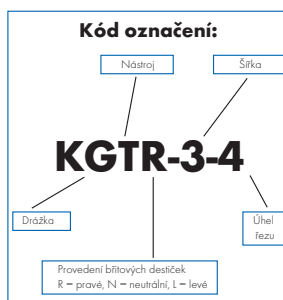 Kód označení:
Nástroj
Šířka
KGTR-3-4
Drážka
Úhel
řezu
Provedení břitových destiček
R = pravé, N = neutrální, L = levé